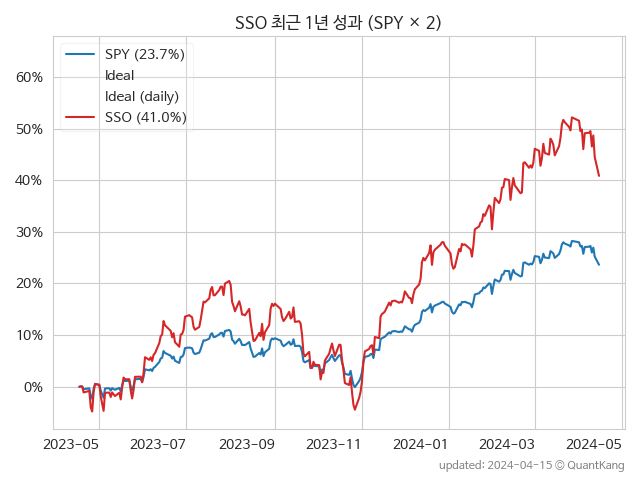 SSO 최근 1년 성과 (SPY × 2)
SPY (23.7%)
Ideal
Ideal (daily)
SSO (41.0%)
60%
50%
40%
30%
20%
10%
0%
2023-05 2023-07 2023-09 2023-11 2024-01 2024-03 2024-05
updated: 2024-04-15 © QuantKang